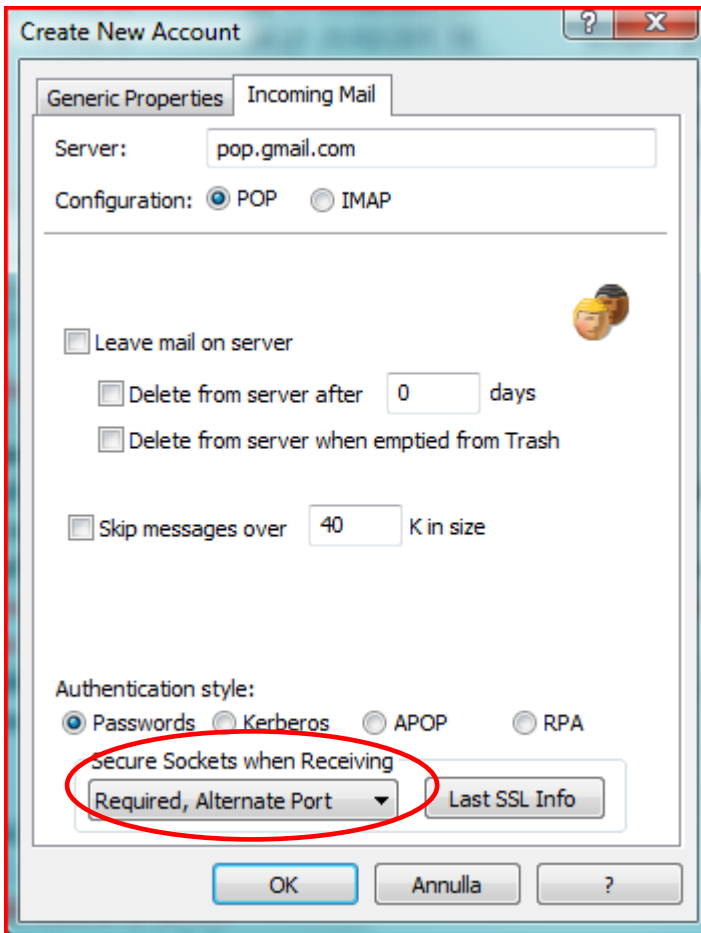 Create New Account
?
X
Generic Properties
Incoming Mail
Server: pop.gmail.com
Configuration: POP IMAP
Leave mail on server
Delete from server after 0 days
Delete from server when emptied from Trash
Skip messages over 40 K in size
Authentication style:
Passwords Kerberos APOP RPA
Secure Sockets when Receiving
Required, Alternate Port Last SSL Info
OK Annulla ?